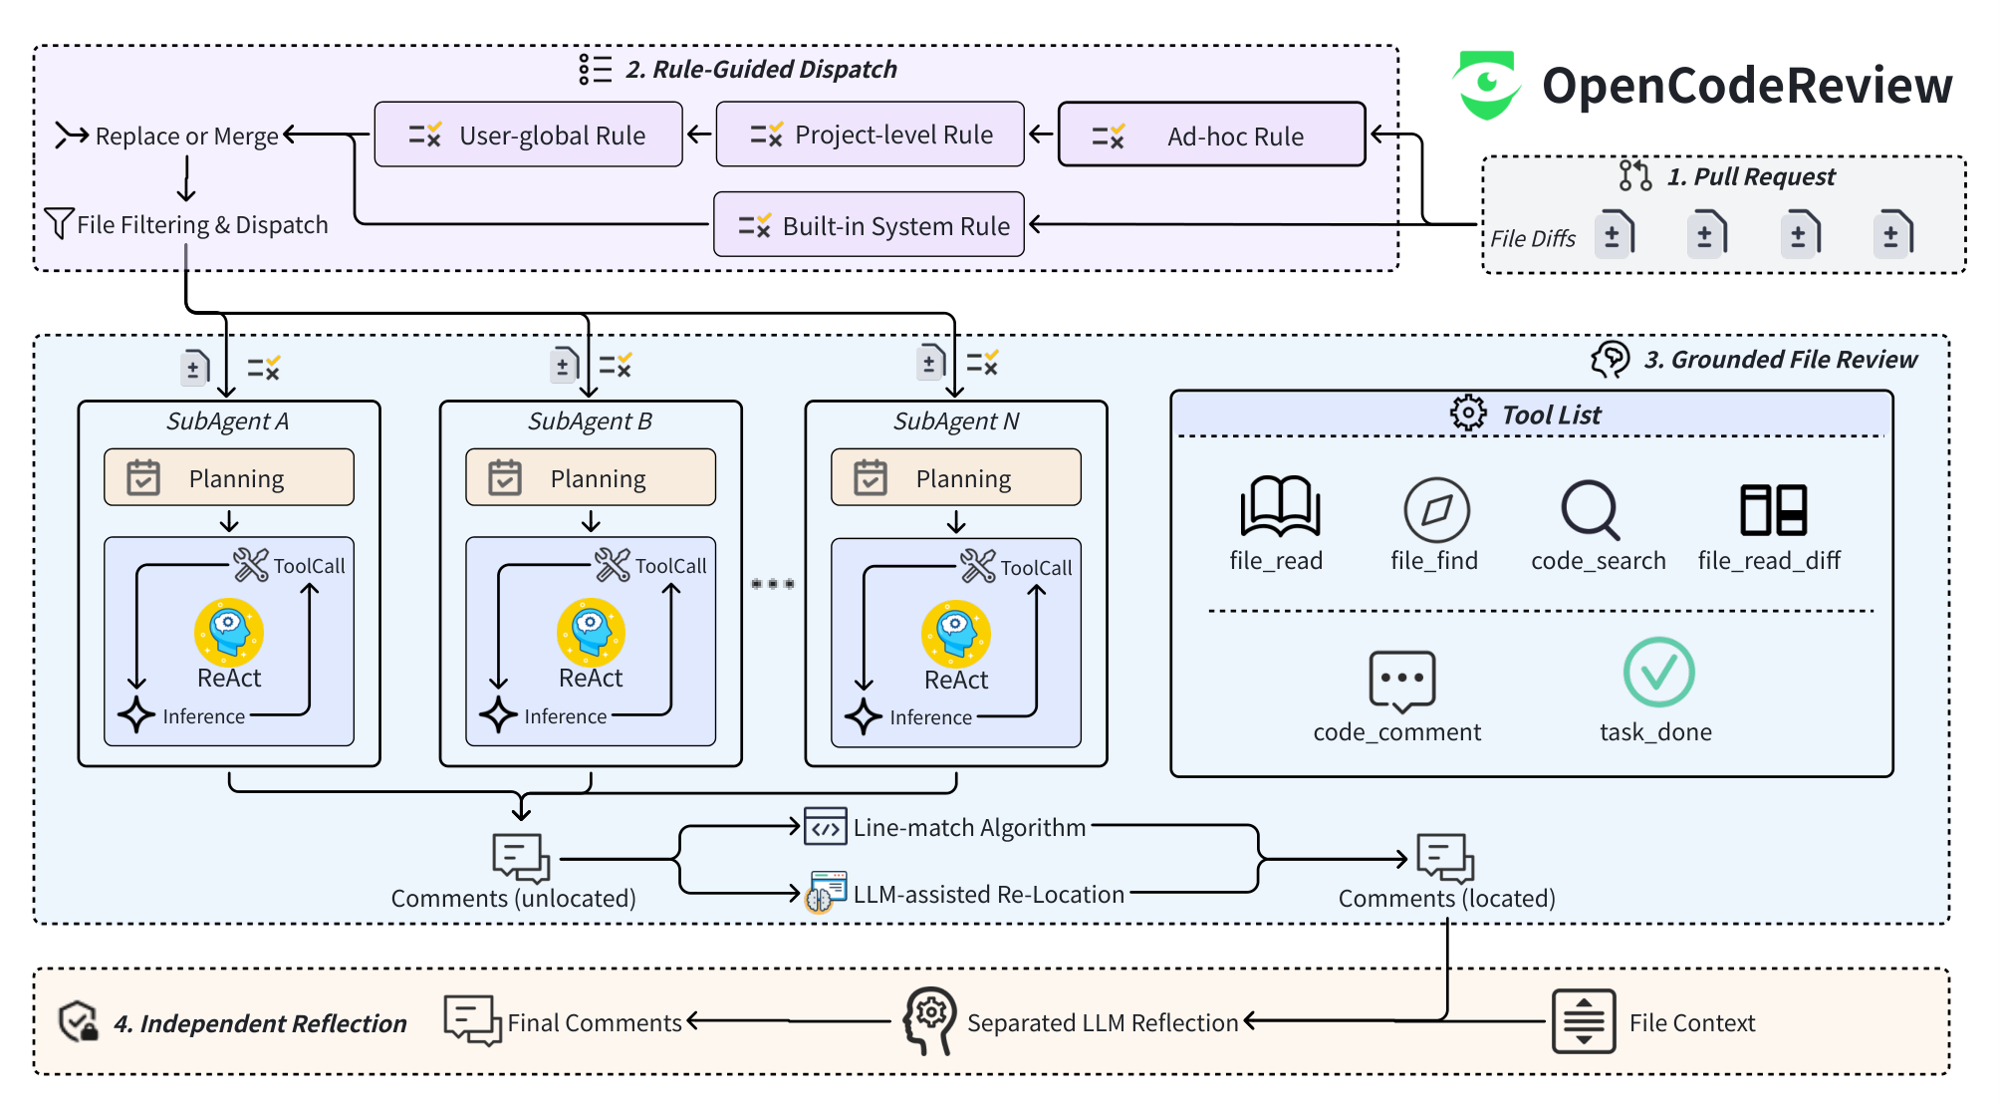 2. Rule-Guided Dispatch
OpenCodeReview
Replace or Merge
User-global Rule
Project-level Rule
Ad-hoc Rule
1. Pull Request
File Filtering & Dispatch
Built-in System Rule
File Diffs
3. Grounded File Review
SubAgent A
SubAgent B
SubAgent N
Tool List
Planning
Planning
Planning
ToolCall
ToolCall
ToolCall
file_read
file_find
code_search
file_read_diff
ReAct
ReAct
ReAct
Inference
Inference
Inference
code_comment
task_done
Line-match Algorithm
Comments (unlocated)
LLM-assisted Re-Location
Comments (located)
4. Independent Reflection
Final Comments
Separated LLM Reflection
File Context